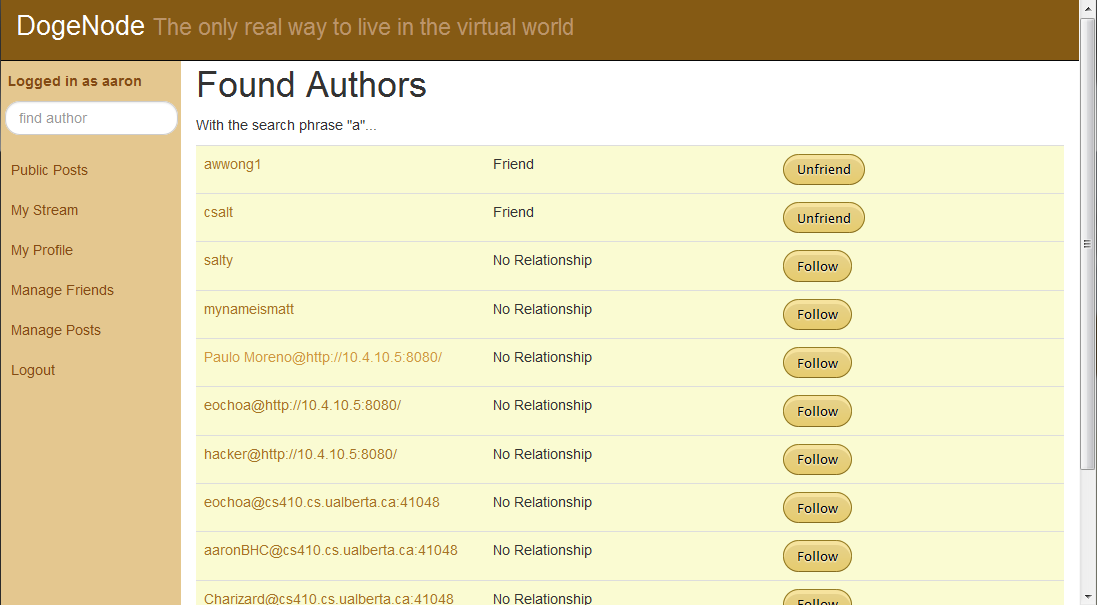 DogeNode The only real way to live in the virtual world
Logged in as aaron
find author
Public Posts
My Stream
My Profile
Manage Friends
Manage Posts
Logout
Found Authors
With the search phrase "a"...
awwong1 Friend Unfriend
csalt Friend Unfriend
salty No Relationship Follow
mynameismatt No Relationship Follow
Paulo Moreno@http://10.4.10.5:8080/ No Relationship Follow
eochoa@http://10.4.10.5:8080/ No Relationship Follow
hacker@http://10.4.10.5:8080/ No Relationship Follow
eochoa@cs410.cs.ualberta.ca:41048 No Relationship Follow
aaronBHC@cs410.cs.ualberta.ca:41048 No Relationship Follow
Charizard@cs410.cs.ualberta.ca:41048 No Relationship Follow